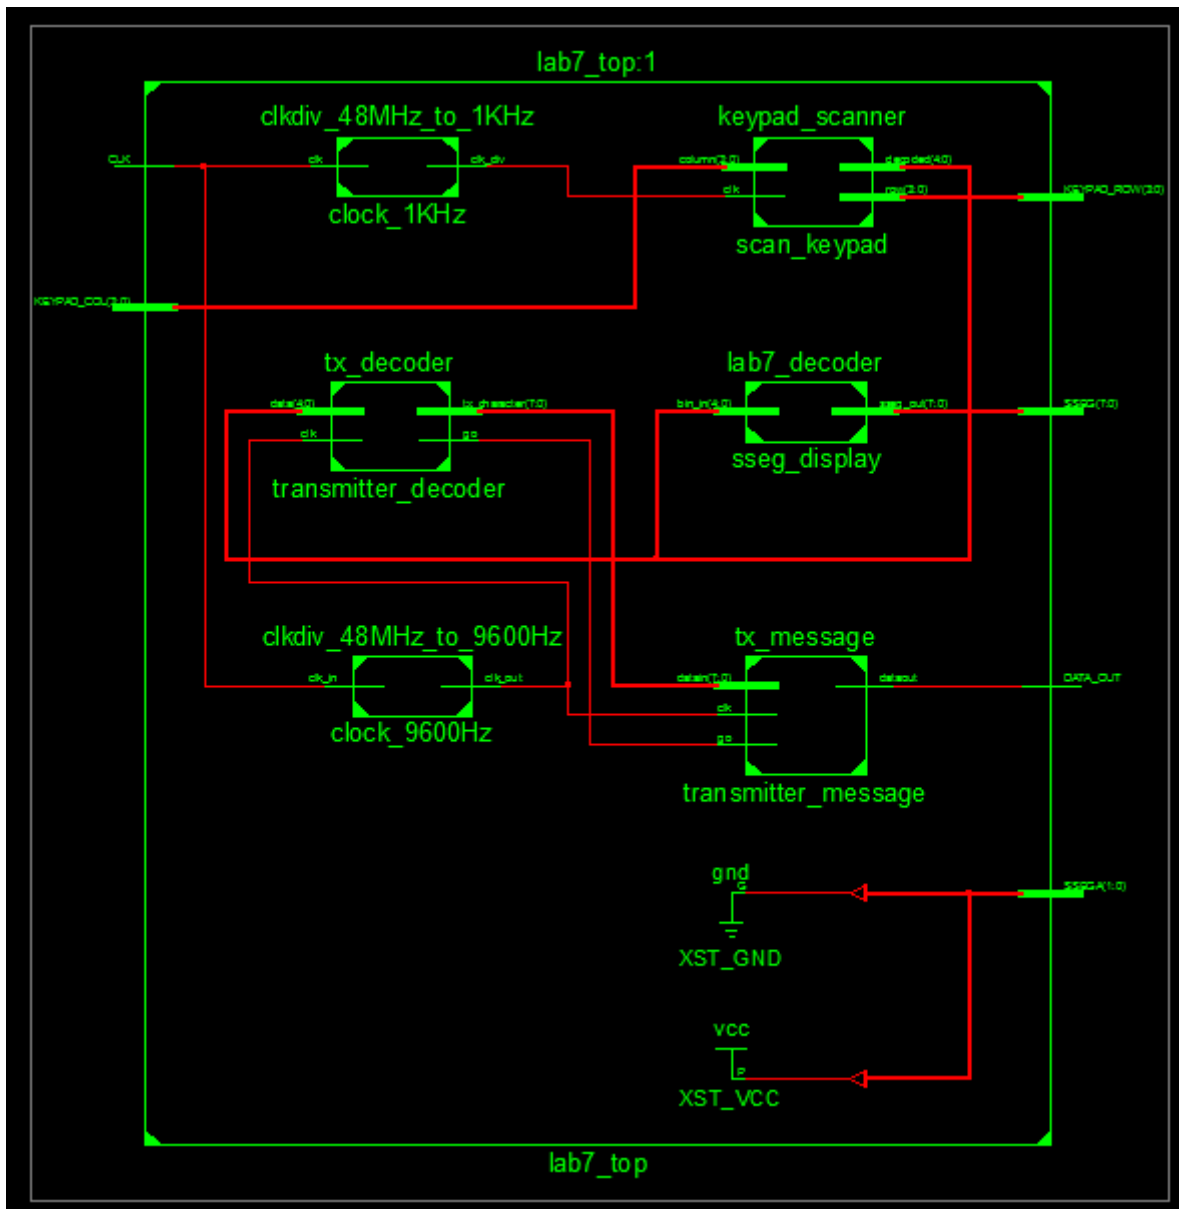 lab7_top:1
clkdiv_48MHz_to_1KHz
keypad_scanner
CLK
clk
clk_div
column(3:0)
decoded(4:0)
clk
row(3:0)
KEYPAD_ROW(3:0)
clock_1KHz
scan_keypad
KEYPAD_COL(3:0)
tx_decoder
lab7_decoder
data(4:0)
tx_character(7:0)
bin_in(4:0)
sseg_out(7:0)
SSEG(7:0)
clk
go
sseg_display
transmitter_decoder
clkdiv_48MHz_to_9600Hz
tx_message
clk_in
clk_out
datain(7:0)
dataout
DATA_OUT
clk
go
clock_9600Hz
transmitter_message
gnd
G
SSEGA(1:0)
XST_GND
vcc
P
XST_VCC
lab7_top